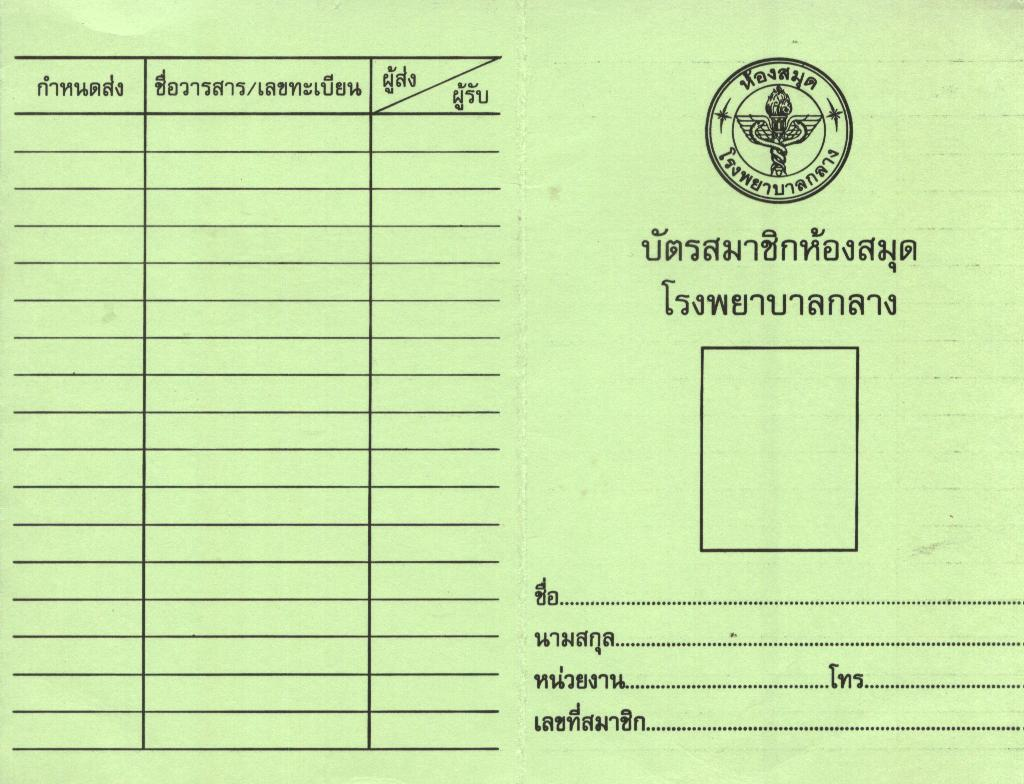 กำหนดส่ง ชื่อวารสาร/เลขทะเบียน ผู้ส่ง ผู้รับ
ห้องสมุด
โรงพยาบาลกลาง
บัตรสมาชิกห้องสมุด
โรงพยาบาลกลาง
ชื่อ
นามสกุล
หน่วยงาน โทร
เลขที่สมาชิก